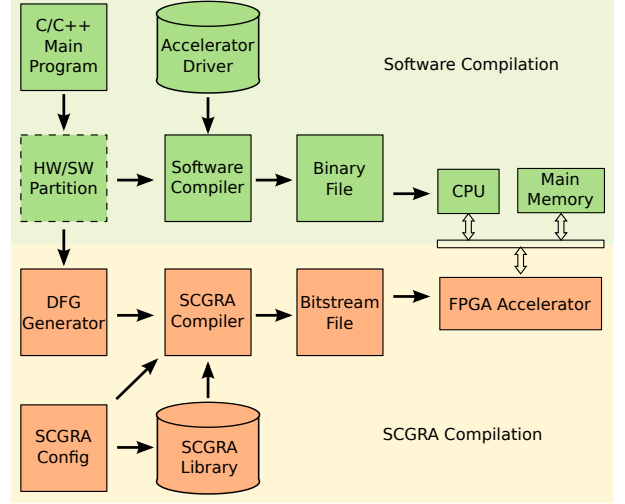 C/C++
Main
Program
Accelerator
Driver
Software Compilation
HW/SW
Partition
Software
Compiler
Binary
File
CPU
Main
Memory
DFG
Generator
SCGRA
Compiler
Bitstream
File
FPGA Accelerator
SCGRA
Config
SCGRA
Library
SCGRA Compilation